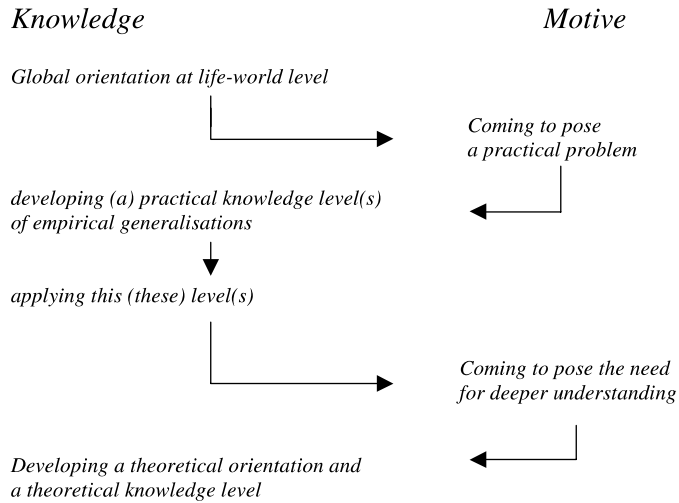 Knowledge
Motive
Global orientation at life-world level
Coming to pose
a practical problem
developing (a) practical knowledge level(s)
of empirical generalisations
applying this (these) level(s)
Coming to pose the need
for deeper understanding
Developing a theoretical orientation and
a theoretical knowledge level